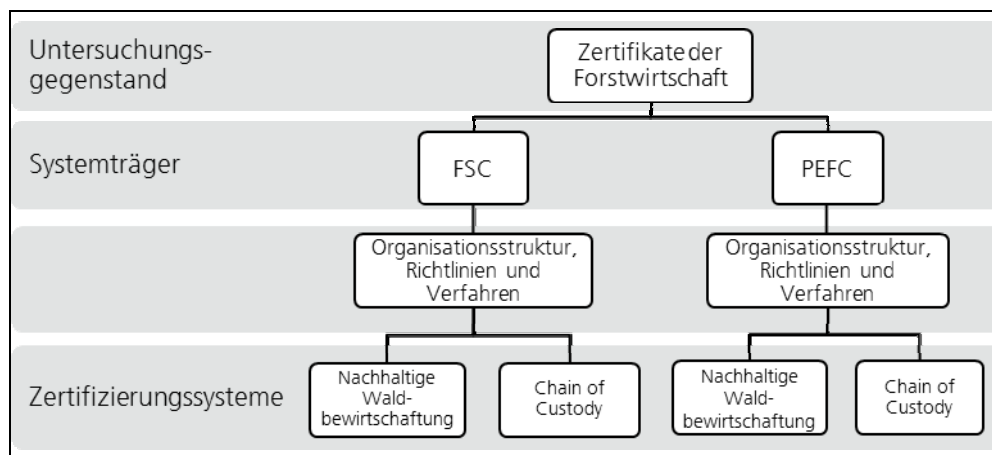 Untersuchungs-
gegenstand
Zertifikate der
Forstwirtschaft
Systemträger
FSC
PEFC
Organisationsstruktur,
Richtlinien und
Verfahren
Organisationsstruktur,
Richtlinien und
Verfahren
Zertifizierungssysteme
Nachhaltige
Wald-
bewirtschaftung
Chain of
Custody
Nachhaltige
Wald-
bewirtschaftung
Chain of
Custody